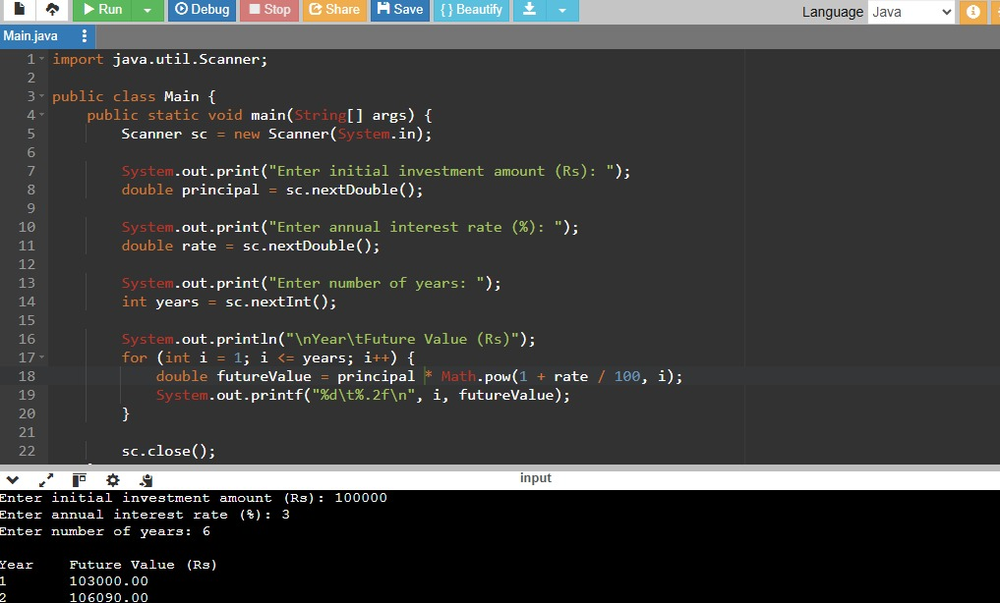 Run Debug Stop Share Save {} Beautify Language Java
Main.java
1 import java.util.Scanner;
2
3 public class Main {
4 public static void main(String[] args) {
5 Scanner sc = new Scanner(System.in);
6
7 System.out.print("Enter initial investment amount (Rs): ");
8 double principal = sc.nextDouble();
9
10 System.out.print("Enter annual interest rate (%): ");
11 double rate = sc.nextDouble();
12
13 System.out.print("Enter number of years: ");
14 int years = sc.nextInt();
15
16 System.out.println("\nYear\tFuture Value (Rs)");
17 for (int i = 1; i <= years; i++) {
18 double futureValue = principal * Math.pow(1 + rate / 100, i);
19 System.out.printf("%d\t%.2f\n", i, futureValue);
20 }
21
22 sc.close();
input
Enter initial investment amount (Rs): 100000
Enter annual interest rate (%): 3
Enter number of years: 6
Year Future Value (Rs)
1 103000.00
2 106090.00